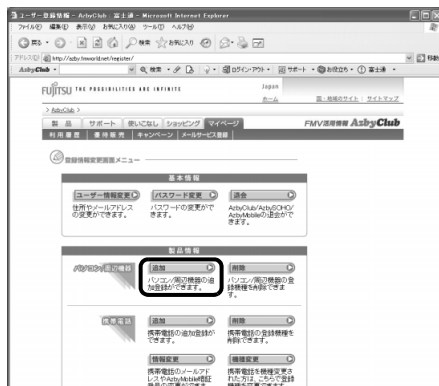 ユーザー登録情報 - AzbyClub : 富士通 - Microsoft Internet Explorer
ファイル(F) 編集(E) 表示(V) お気に入り(A) ツール(T) ヘルプ(H)
戻る 検索 お気に入り
アドレス(D) http://azby.fmworld.net/register/ 移動
AzbyClub 検索 ログイン・アウト サポート お役立ち 富士通
FUJITSU THE POSSIBILITIES ARE INFINITE Japan
ホーム 国・地域別サイト サイトマップ
> AzbyClub >
製品 サポート 使いこなし ショッピング マイページ FMV活用情報 AzbyClub
利用履歴 優待販売 キャンペーン メールサービス登録
登録情報変更画面メニュー
基本情報
ユーザー情報変更 パスワード変更 退会
住所やメールアドレスの変更ができます。 パスワードの変更ができます。 AzbyClub/AzbySOHO/AzbyMobileの退会ができます。
製品情報
パソコン/周辺機器 追加 削除
パソコン/周辺機器の追加登録ができます。 パソコン/周辺機器の登録機種を削除できます。
携帯電話 追加 削除
携帯電話の追加登録ができます。 携帯電話の登録機種を削除できます。
情報変更 機種変更
携帯電話のメールアドレスやAzbyMobile暗証 携帯電話を機種変更された方は、こちらで登録